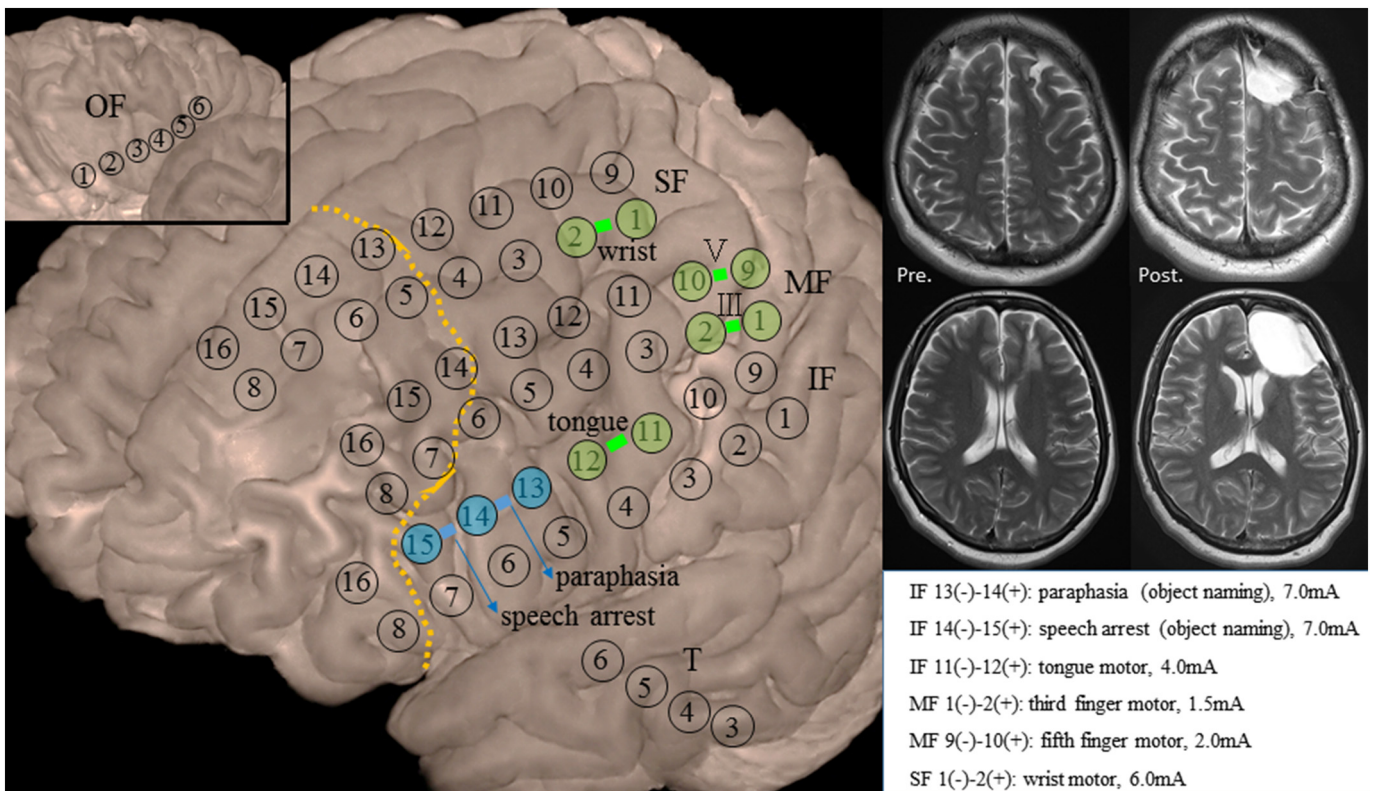 OF
1 2 3 4 5 6
9 SF
10
11 1
12 2 wrist
13 3 V
14 4 10 9 MF
5 11 III
15 6 12 2 1
16 7 13 3
8 14 4 9 IF
15 5 10 1
16 6 tongue 11 2
7 12 3
8 13 4
14 5
15 6 paraphasia
16 7 speech arrest
8
6 T
5
4
3
Pre.
Post.
IF 13(-)-14(+): paraphasia (object naming), 7.0mA
IF 14(-)-15(+): speech arrest (object naming), 7.0mA
IF 11(-)-12(+): tongue motor, 4.0mA
MF 1(-)-2(+): third finger motor, 1.5mA
MF 9(-)-10(+): fifth finger motor, 2.0mA
SF 1(-)-2(+): wrist motor, 6.0mA